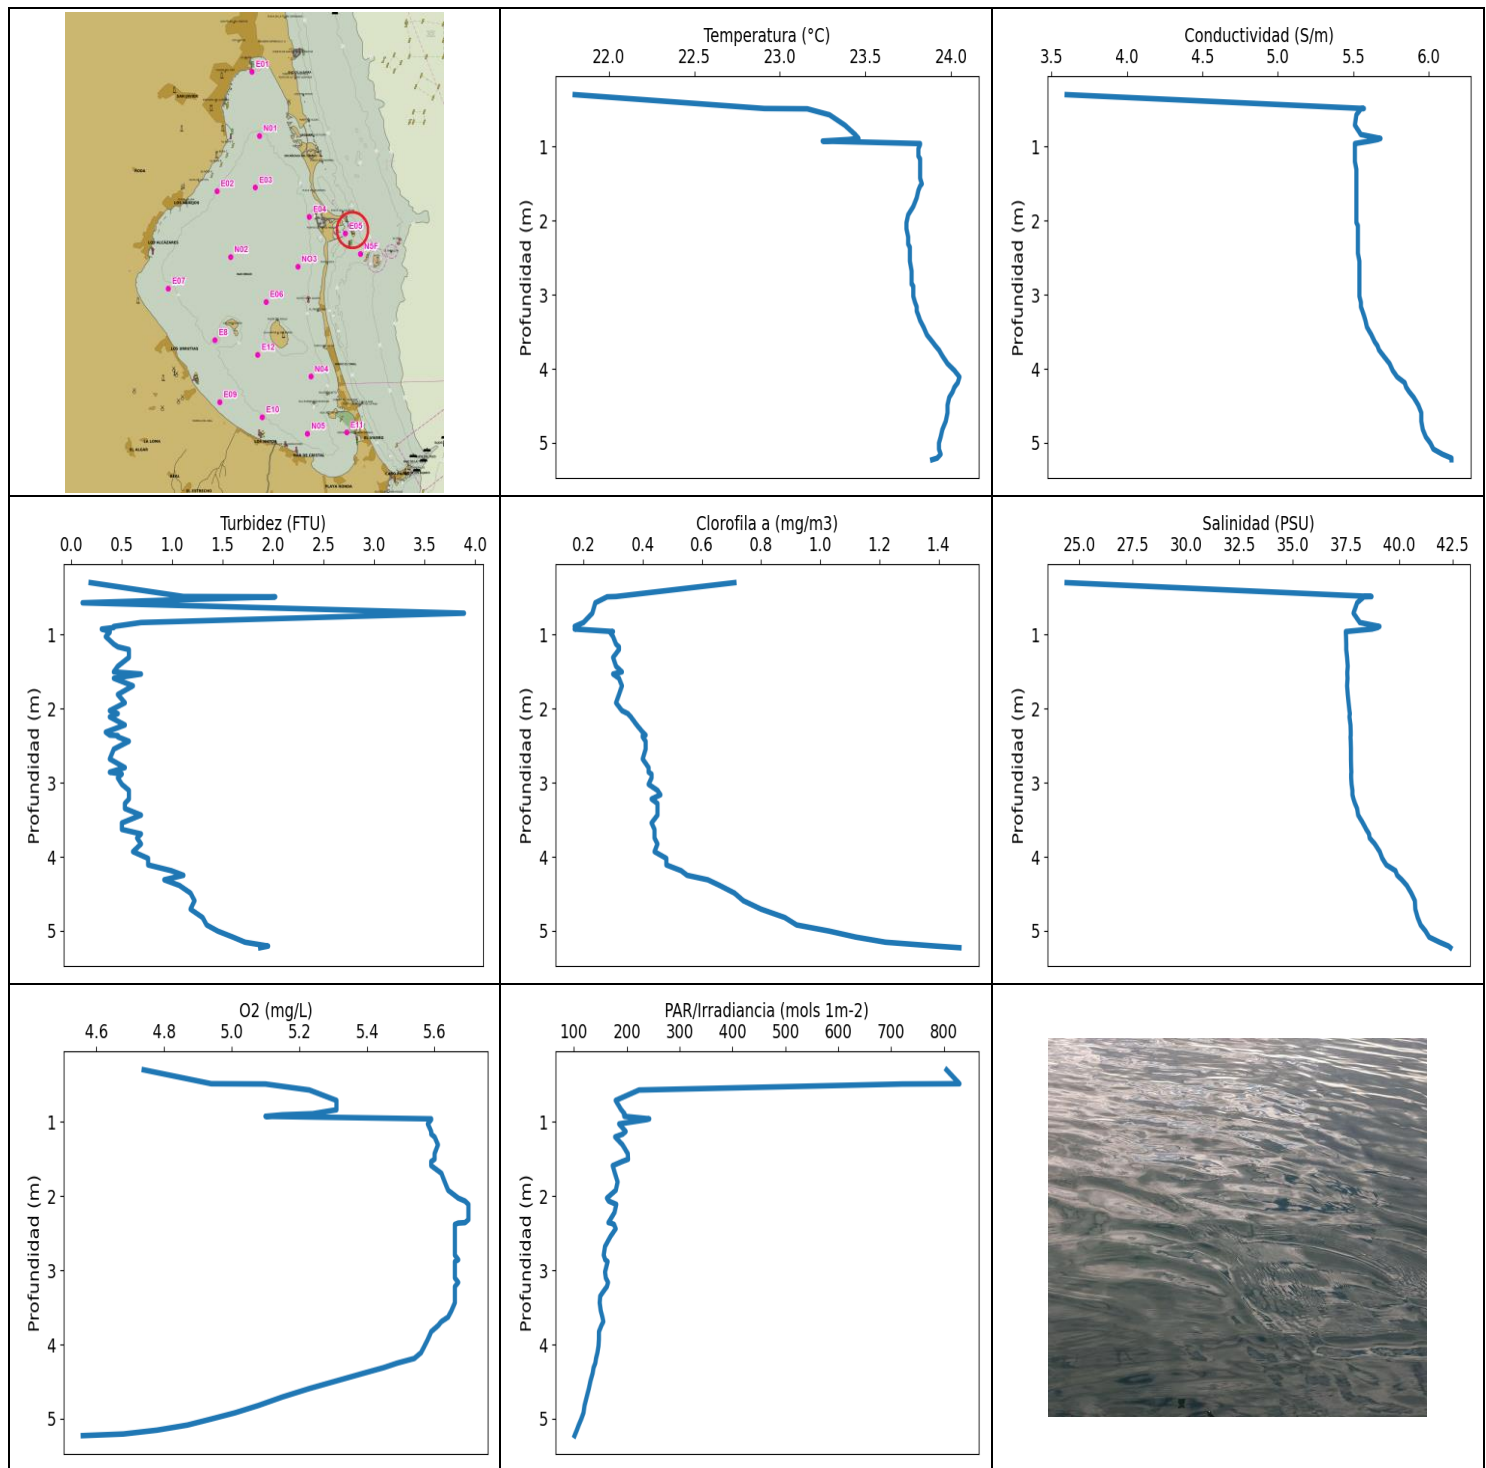 E01
N01
E02
E03
E04
E05
N5F
N02
NO3
E07
E06
E8
E12
N04
E09
E10
N05
E11
Temperatura (°C)
22.0 22.5 23.0 23.5 24.0
Profundidad (m)
1
2
3
4
5
Conductividad (S/m)
3.5 4.0 4.5 5.0 5.5 6.0
Profundidad (m)
1
2
3
4
5
Turbidez (FTU)
0.0 0.5 1.0 1.5 2.0 2.5 3.0 3.5 4.0
Profundidad (m)
1
2
3
4
5
Clorofila a (mg/m3)
0.2 0.4 0.6 0.8 1.0 1.2 1.4
Profundidad (m)
1
2
3
4
5
Salinidad (PSU)
25.0 27.5 30.0 32.5 35.0 37.5 40.0 42.5
Profundidad (m)
1
2
3
4
5
O2 (mg/L)
4.6 4.8 5.0 5.2 5.4 5.6
Profundidad (m)
1
2
3
4
5
PAR/Irradiancia (mols 1m-2)
100 200 300 400 500 600 700 800
Profundidad (m)
1
2
3
4
5